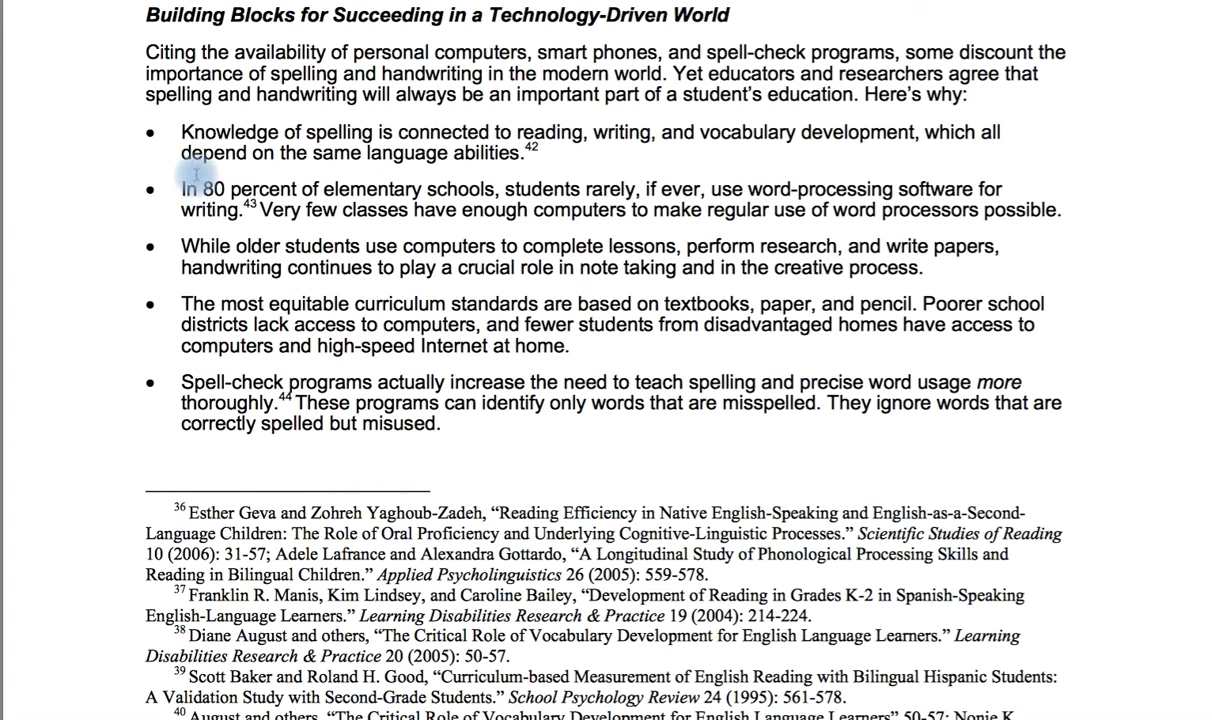 Building Blocks for Succeeding in a Technology-Driven World
Citing the availability of personal computers, smart phones, and spell-check programs, some discount the
importance of spelling and handwriting in the modern world. Yet educators and researchers agree that
spelling and handwriting will always be an important part of a student's education. Here's why:
• Knowledge of spelling is connected to reading, writing, and vocabulary development, which all
depend on the same language abilities.42
• In 80 percent of elementary schools, students rarely, if ever, use word-processing software for
writing.43 Very few classes have enough computers to make regular use of word processors possible.
• While older students use computers to complete lessons, perform research, and write papers,
handwriting continues to play a crucial role in note taking and in the creative process.
• The most equitable curriculum standards are based on textbooks, paper, and pencil. Poorer school
districts lack access to computers, and fewer students from disadvantaged homes have access to
computers and high-speed Internet at home.
• Spell-check programs actually increase the need to teach spelling and precise word usage more
thoroughly.44 These programs can identify only words that are misspelled. They ignore words that are
correctly spelled but misused.
36 Esther Geva and Zohreh Yaghoub-Zadeh, “Reading Efficiency in Native English-Speaking and English-as-a-Second-
Language Children: The Role of Oral Proficiency and Underlying Cognitive-Linguistic Processes.” Scientific Studies of Reading
10 (2006): 31-57; Adele Lafrance and Alexandra Gottardo, “A Longitudinal Study of Phonological Processing Skills and
Reading in Bilingual Children.” Applied Psycholinguistics 26 (2005): 559-578.
37 Franklin R. Manis, Kim Lindsey, and Caroline Bailey, “Development of Reading in Grades K-2 in Spanish-Speaking
English-Language Learners.” Learning Disabilities Research & Practice 19 (2004): 214-224.
38 Diane August and others, “The Critical Role of Vocabulary Development for English Language Learners.” Learning
Disabilities Research & Practice 20 (2005): 50-57.
39 Scott Baker and Roland H. Good, “Curriculum-based Measurement of English Reading with Bilingual Hispanic Students:
A Validation Study with Second-Grade Students.” School Psychology Review 24 (1995): 561-578.
40 August and others, “The Critical Role of Vocabulary Development for English Language Learners” 50-57; Nonie K.